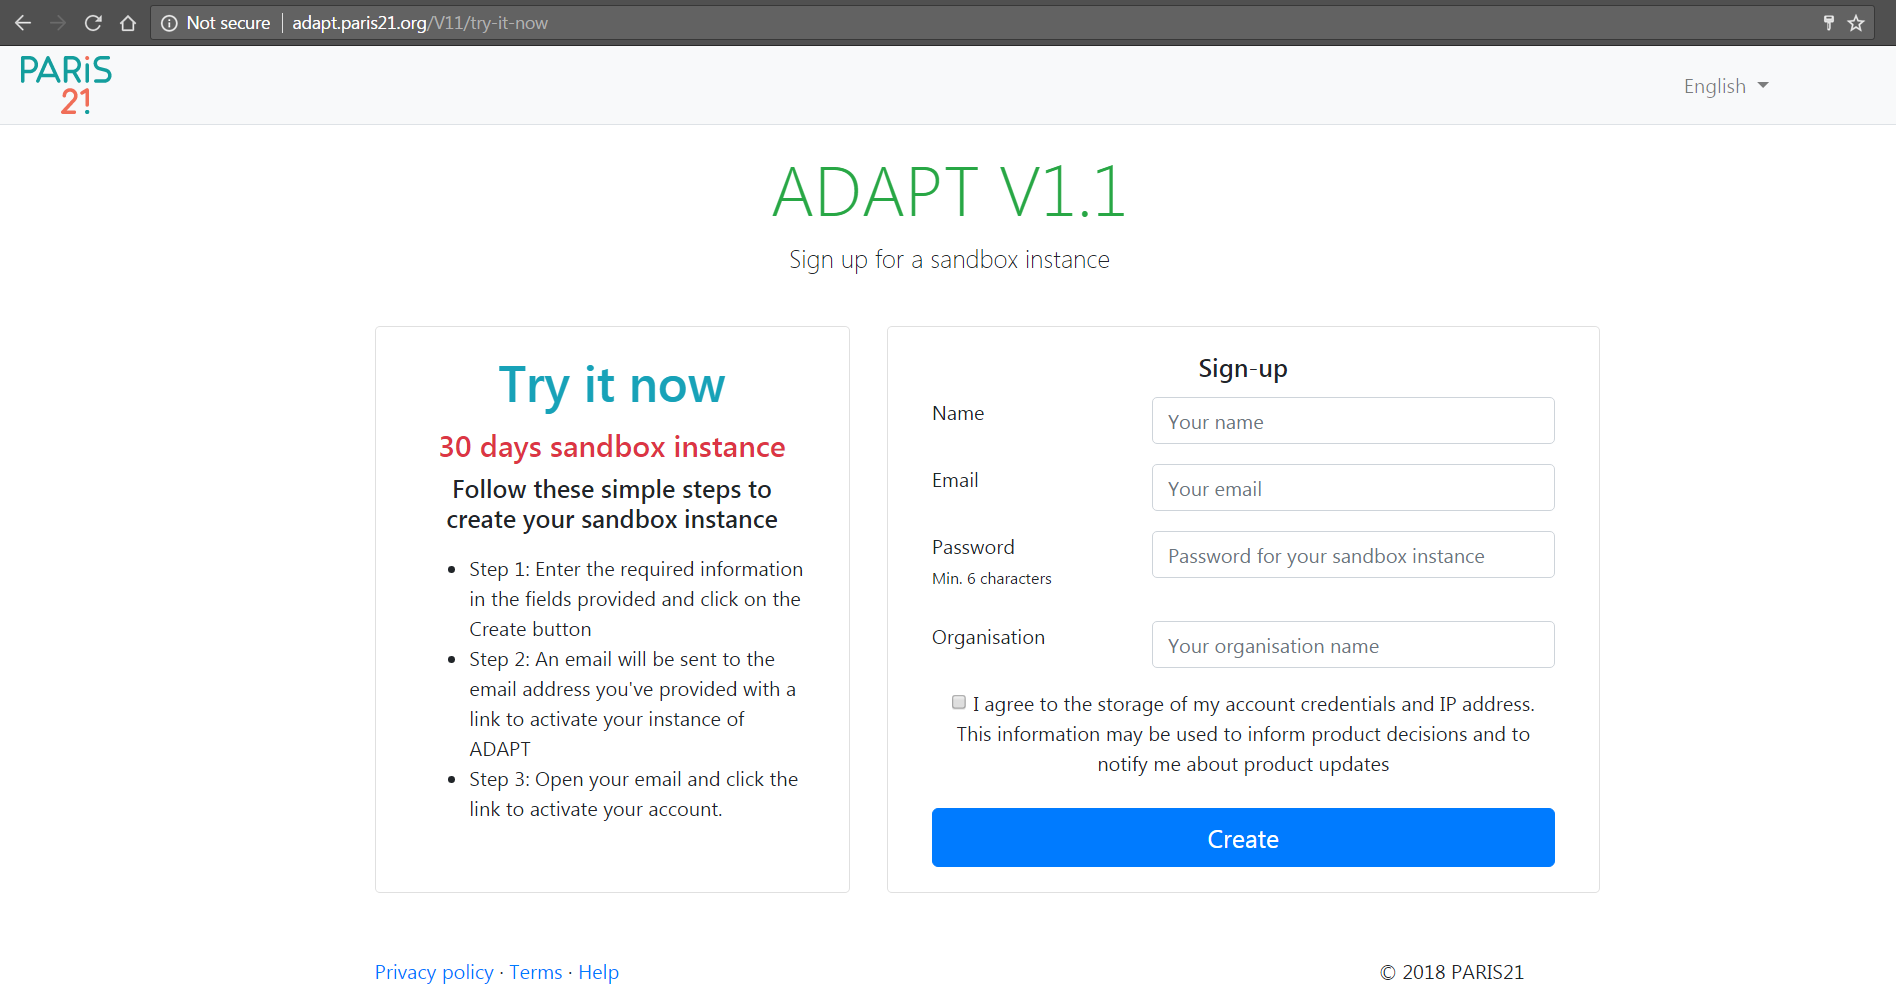 Not secure | adapt.paris21.org/V11/try-it-now
PARiS
21!
English
ADAPT V1.1
Sign up for a sandbox instance
Try it now
30 days sandbox instance
Follow these simple steps to
create your sandbox instance
• Step 1: Enter the required information
in the fields provided and click on the
Create button
• Step 2: An email will be sent to the
email address you've provided with a
link to activate your instance of
ADAPT
• Step 3: Open your email and click the
link to activate your account.
Sign-up
Name
Your name
Email
Your email
Password
Password for your sandbox instance
Min. 6 characters
Organisation
Your organisation name
I agree to the storage of my account credentials and IP address.
This information may be used to inform product decisions and to
notify me about product updates
Create
Privacy policy · Terms · Help
© 2018 PARIS21